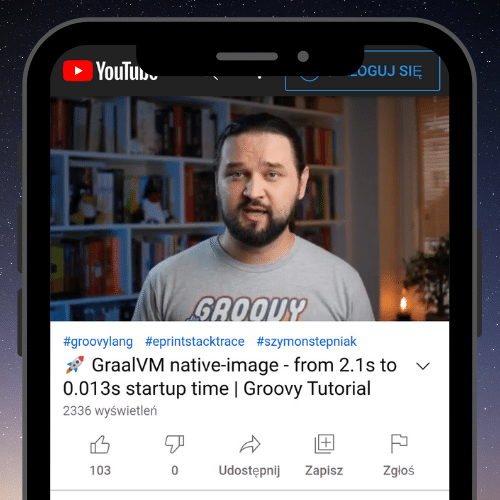 YouTube
ZALOGUJ SIĘ
GROOVY
#groovylang #eprintstacktrace #szymonstepniak
🚀 GraalVM native-image - from 2.1s to
0.013s startup time | Groovy Tutorial
2336 wyświetleń
103 0 Udostępnij Zapisz Zgłoś